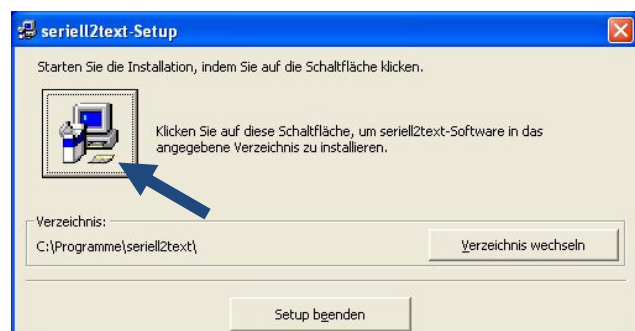 seriell2text-Setup
Starten Sie die Installation, indem Sie auf die Schaltfläche klicken.
Klicken Sie auf diese Schaltfläche, um seriell2text-Software in das
angegebene Verzeichnis zu installieren.
Verzeichnis:
C:\Programme\seriell2text\
Verzeichnis wechseln
Setup beenden